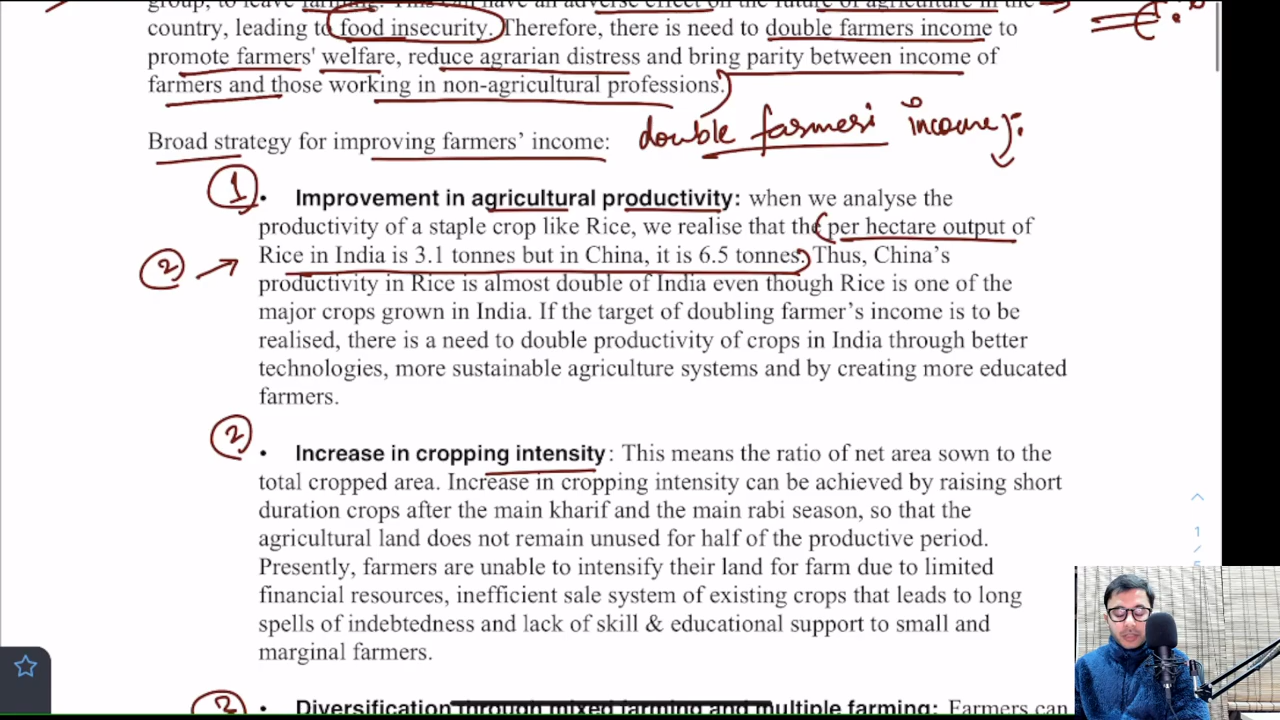 group, to leave farming. This can have an adverse effect on the future of agriculture in the
country, leading to food insecurity. Therefore, there is need to double farmers income to
promote farmers' welfare, reduce agrarian distress and bring parity between income of
farmers and those working in non-agricultural professions.
double farmers' income :
Broad strategy for improving farmers' income:
1
• Improvement in agricultural productivity: when we analyse the
productivity of a staple crop like Rice, we realise that the per hectare output of
2
Rice in India is 3.1 tonnes but in China, it is 6.5 tonnes. Thus, China's
productivity in Rice is almost double of India even though Rice is one of the
major crops grown in India. If the target of doubling farmer's income is to be
realised, there is a need to double productivity of crops in India through better
technologies, more sustainable agriculture systems and by creating more educated
farmers.
2
• Increase in cropping intensity: This means the ratio of net area sown to the
total cropped area. Increase in cropping intensity can be achieved by raising short
duration crops after the main kharif and the main rabi season, so that the
agricultural land does not remain unused for half of the productive period.
Presently, farmers are unable to intensify their land for farm due to limited
financial resources, inefficient sale system of existing crops that leads to long
spells of indebtedness and lack of skill & educational support to small and
marginal farmers.
3
• Diversification through mixed farming and multiple farming: Farmers can
1
/